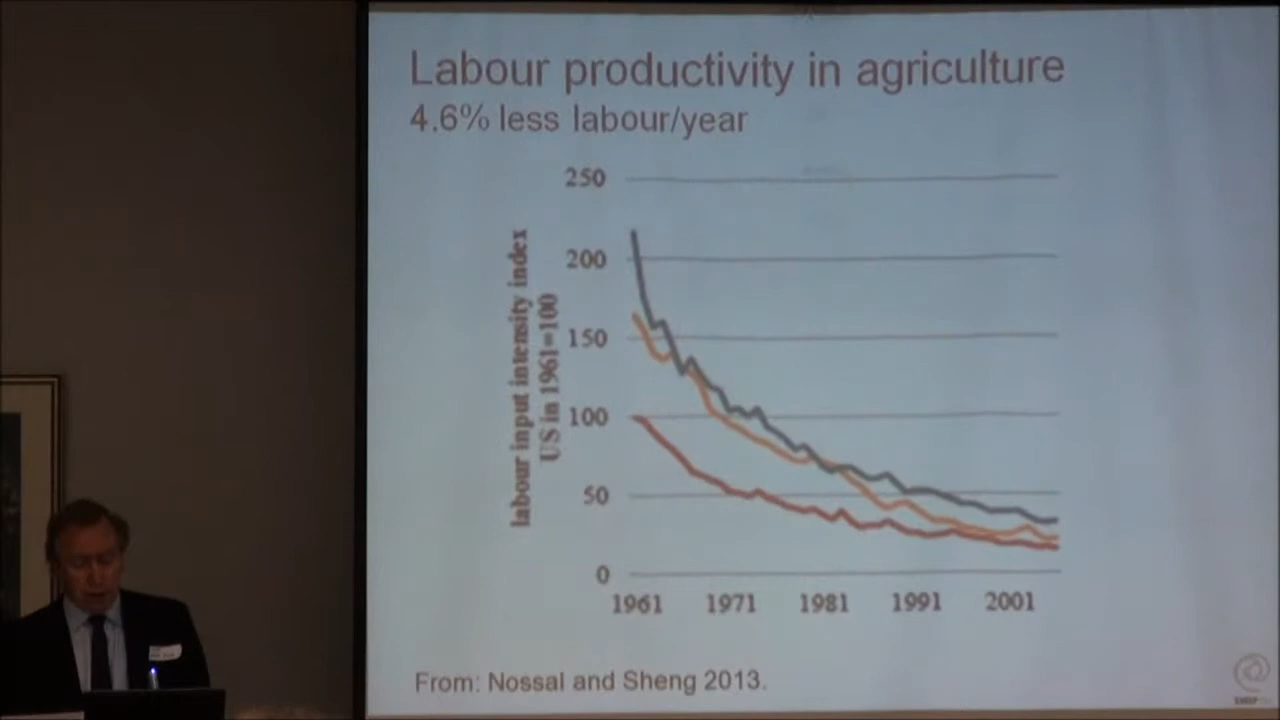 Labour productivity in agriculture
4.6% less labour/year
250
200
150
100
50
0
labour input intensity index
US in 1961=100
1961 1971 1981 1991 2001
From: Nossal and Sheng 2013.